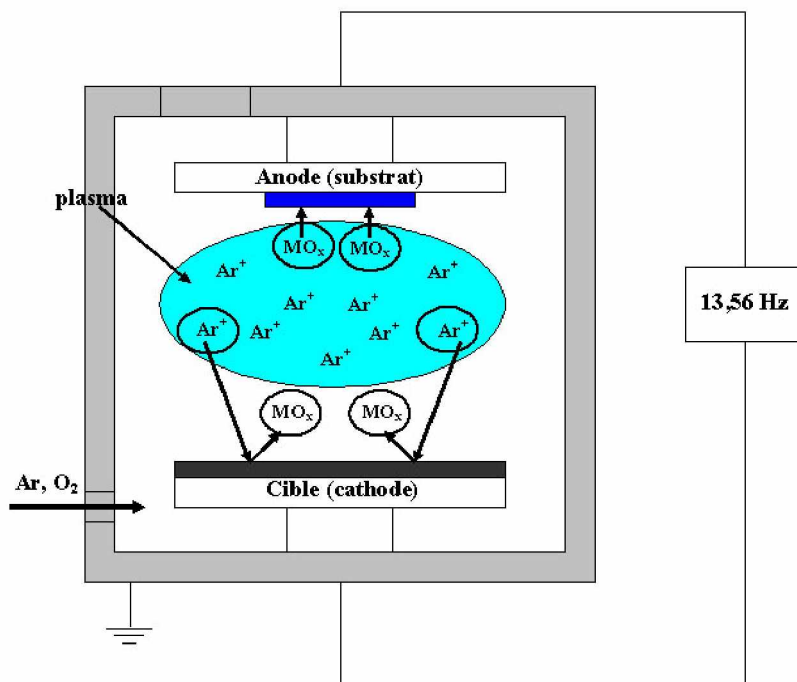 Anode (substrat)
plasma
MOₓ MOₓ
Ar⁺ Ar⁺
Ar⁺ Ar⁺
Ar⁺ Ar⁺ Ar⁺ Ar⁺
Ar⁺
13,56 Hz
MOₓ MOₓ
Ar, O₂
Cible (cathode)